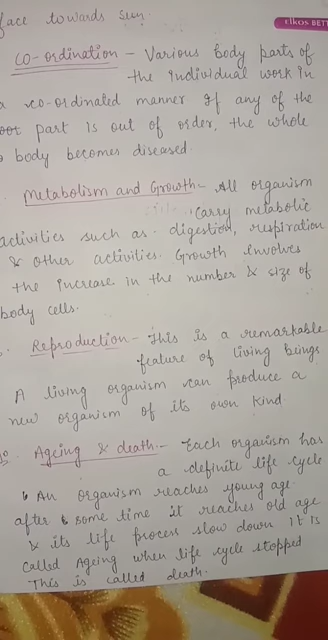 face towards sun.
Elkos BETT
Co-ordination - Various body parts of
the individual work in
a co-ordinated manner If any of the
part is out of order, the whole
body becomes diseased.
Metabolism and Growth - All organism
carry metabolic
activities such as digestion, respiration
& other activities. Growth involves
the increase in the number & size of
body cells.
Reproduction - This is a remarkable
feature of living beings
A living organism can produce a
new organism of its own kind
Ageing & death - Each organism has
a definite life cycle.
An organism reaches young age.
after some time it reaches old age
& its life process slow down It is
called Ageing when life cycle stopped
This is called death.